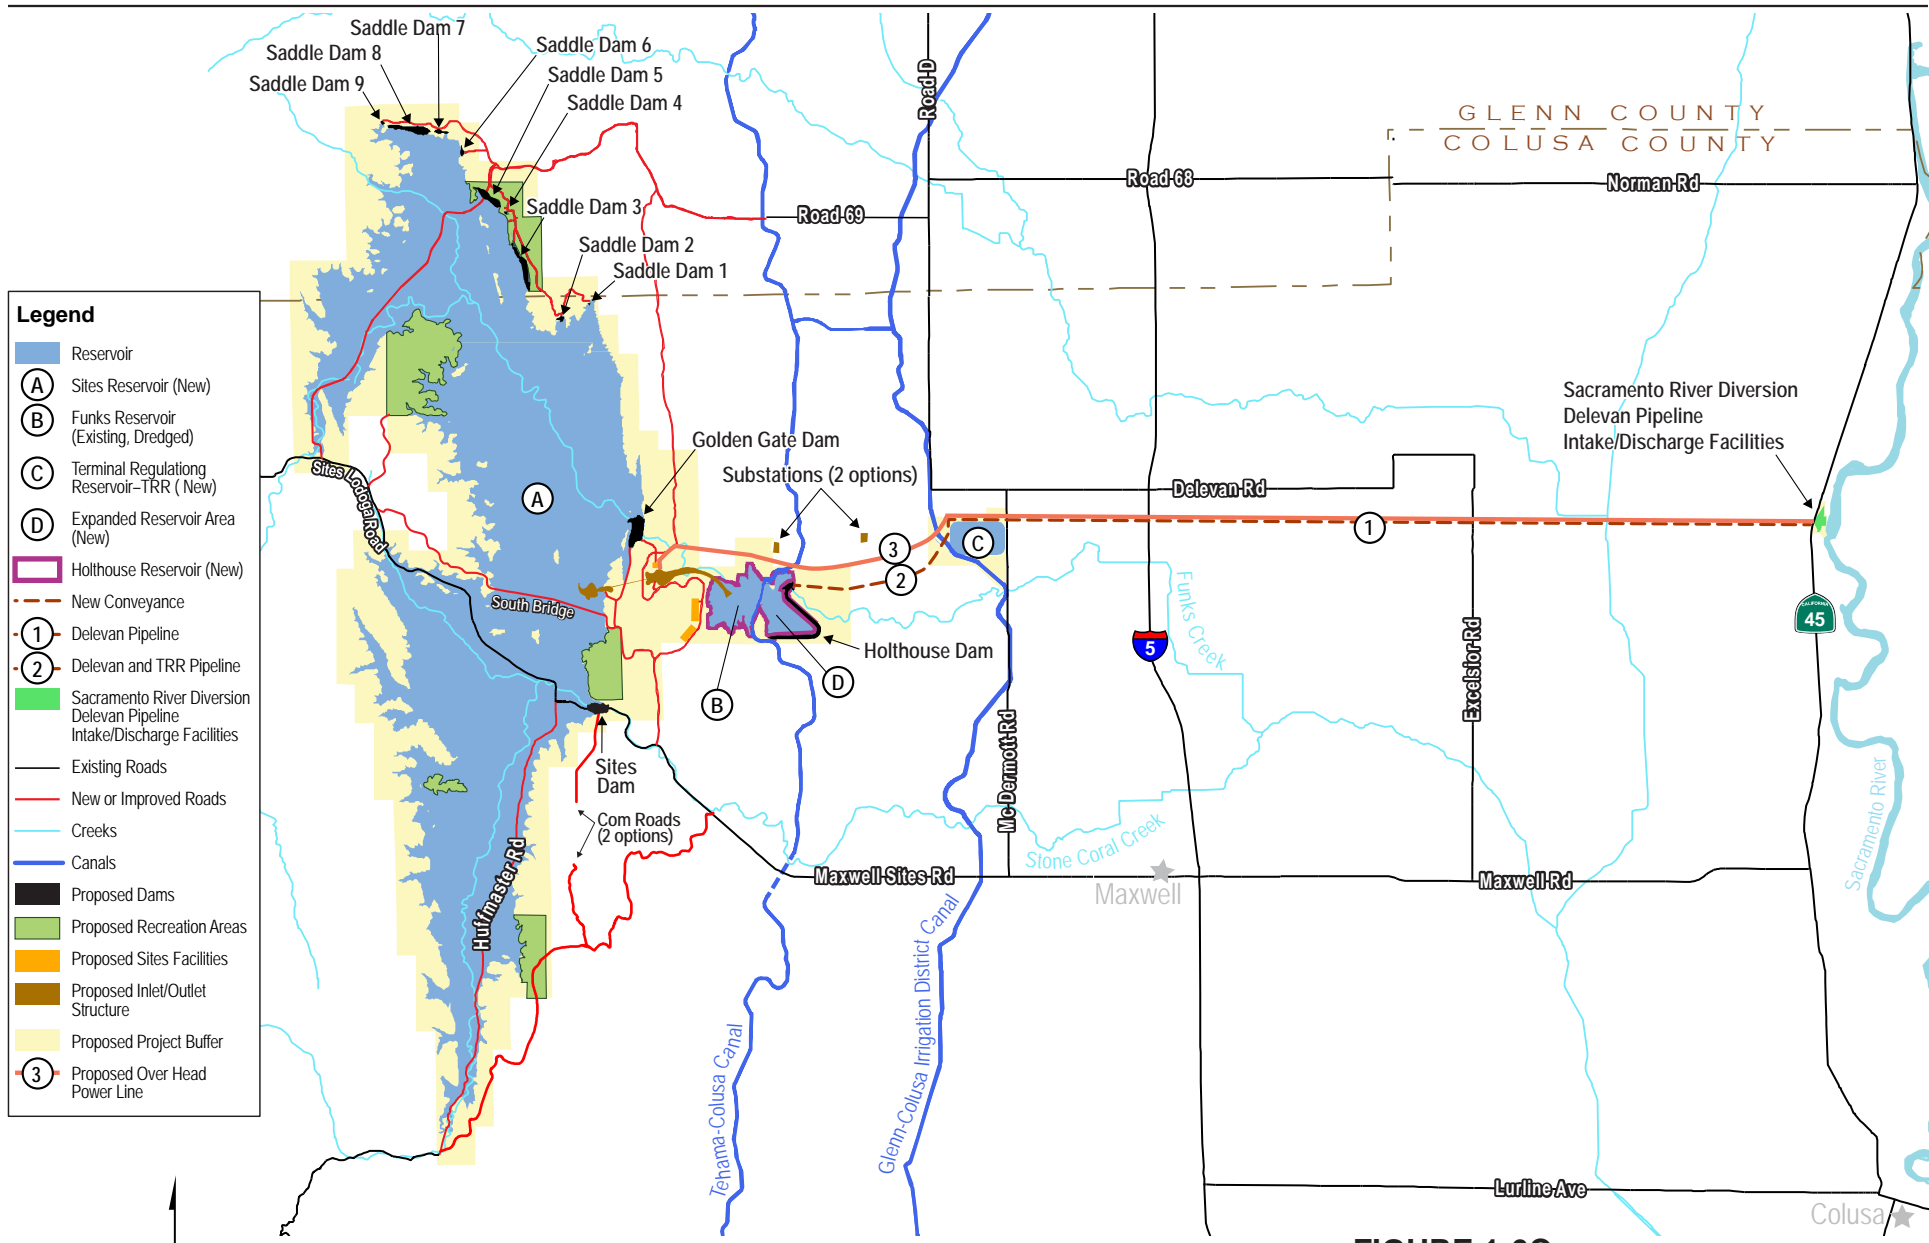 Saddle Dam 7
Saddle Dam 8
Saddle Dam 9
Saddle Dam 6
Saddle Dam 5
Saddle Dam 4
Saddle Dam 3
Saddle Dam 2
Saddle Dam 1
Road D
GLENN COUNTY
COLUSA COUNTY
Road 68
Norman Rd
Road 69
Legend
Reservoir
A Sites Reservoir (New)
B Funks Reservoir
(Existing, Dredged)
C Terminal Regulationg
Reservoir–TRR ( New)
D Expanded Reservoir Area
(New)
Holthouse Reservoir (New)
New Conveyance
1 Delevan Pipeline
2 Delevan and TRR Pipeline
Sacramento River Diversion
Delevan Pipeline
Intake/Discharge Facilities
Existing Roads
New or Improved Roads
Creeks
Canals
Proposed Dams
Proposed Recreation Areas
Proposed Sites Facilities
Proposed Inlet/Outlet
Structure
Proposed Project Buffer
3 Proposed Over Head
Power Line
Sacramento River Diversion
Delevan Pipeline
Intake/Discharge Facilities
Golden Gate Dam
Substations (2 options)
Sites Lodoga Road
A
Delevan Rd
1
3
C
2
South Bridge
Funks Creek
CALIFORNIA
45
5
Holthouse Dam
D
B
Excelsior Rd
Mc Dermott Rd
Sites
Dam
Com Roads
(2 options)
Huffmaster Rd
Stone Coral Creek
Sacramento River
Maxwell Sites Rd
Maxwell
Maxwell Rd
Tehama-Colusa Canal
Glenn-Colusa Irrigation District Canal
Lurline Ave
Colusa